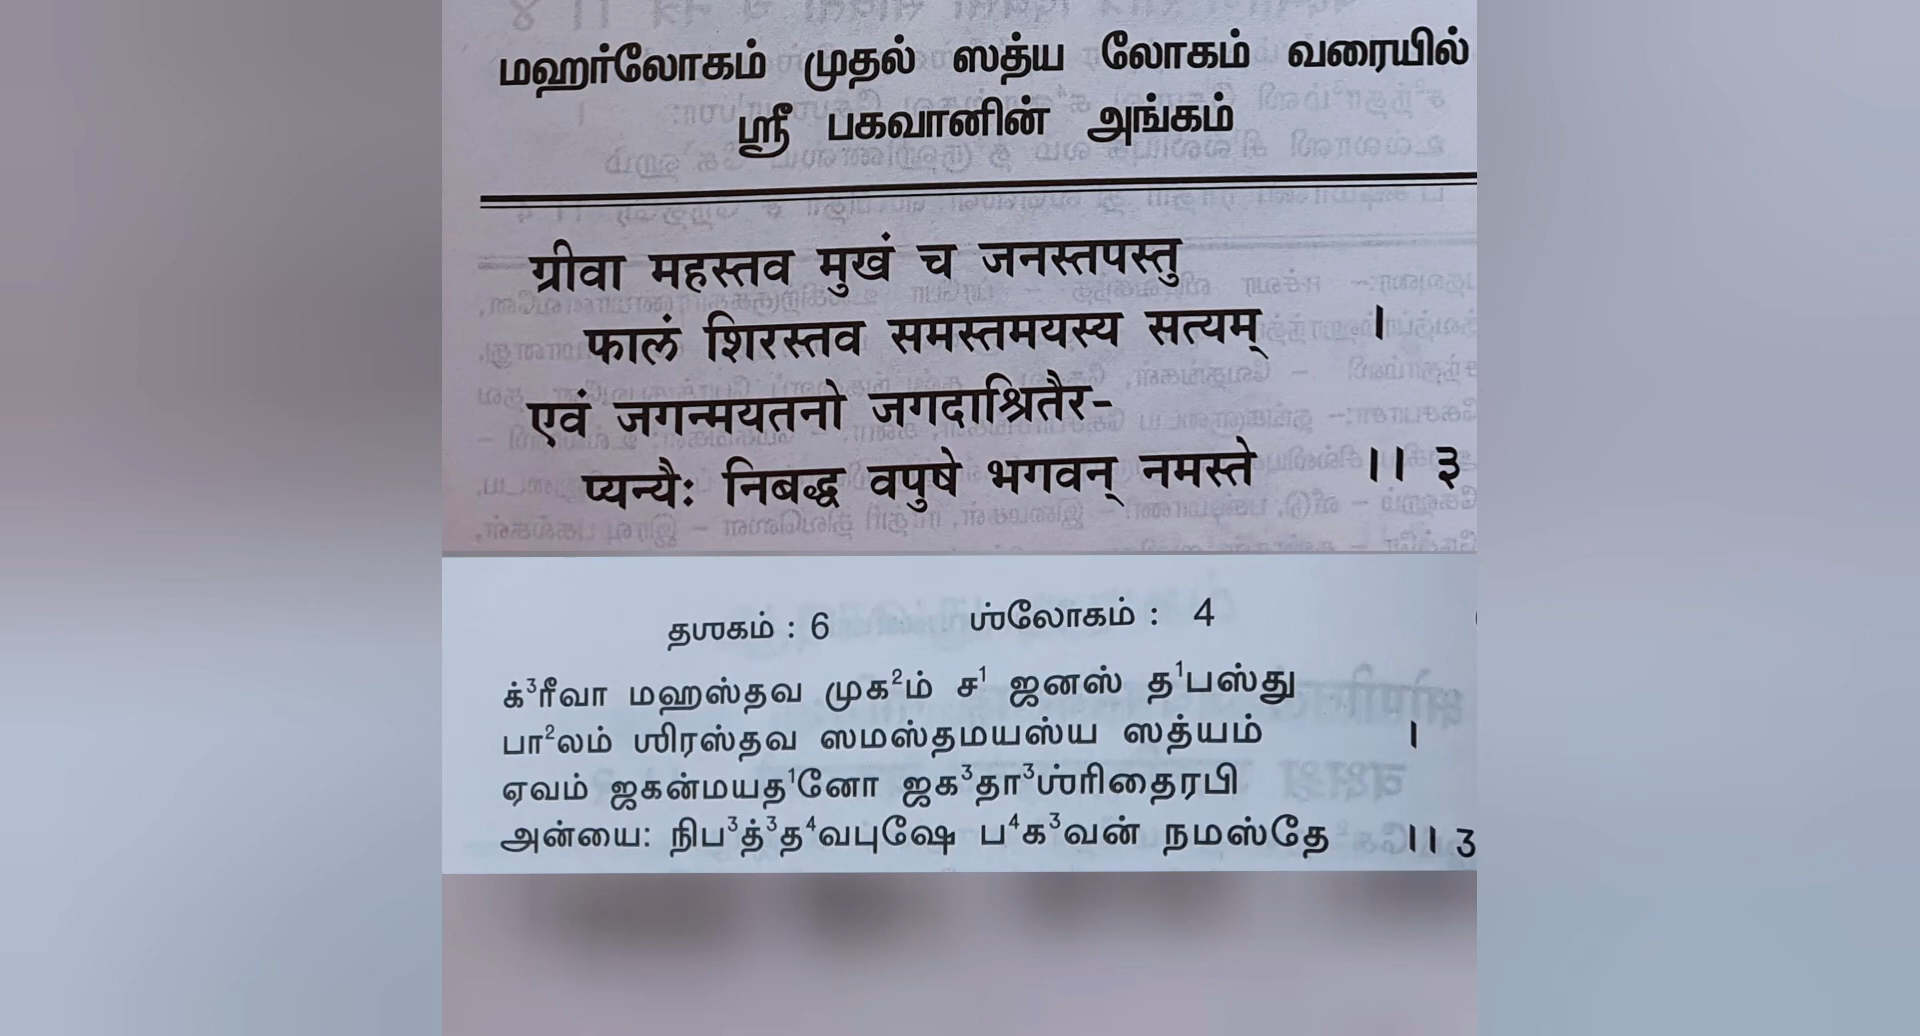 மஹர்லோகம் முதல் ஸத்ய லோகம் வரையில்
ஸ்ரீ பகவானின் அங்கம்
ग्रीवा महस्तव मुखं च जनस्तपस्तु
फालं शिरस्तव समस्तमयस्य सत्यम् ।
एवं जगन्मयतनो जगदाश्रितैर-
प्यन्यैः निबद्ध वपुषे भगवन् नमस्ते ।। ३
தஶகம் : 6 ஶ்லோகம் : 4
க்³ரீவா மஹஸ்தவ முக²ம் ச¹ ஜனஸ் த¹பஸ்து
பா²லம் ஶிரஸ்தவ ஸமஸ்தமயஸ்ய ஸத்யம் ।
ஏவம் ஜகன்மயத¹னோ ஜக³தா³ஶ்ரிதைரபி
அன்யை: நிப³த்³த⁴வபுஷே ப⁴க³வன் நமஸ்தே ।। 3